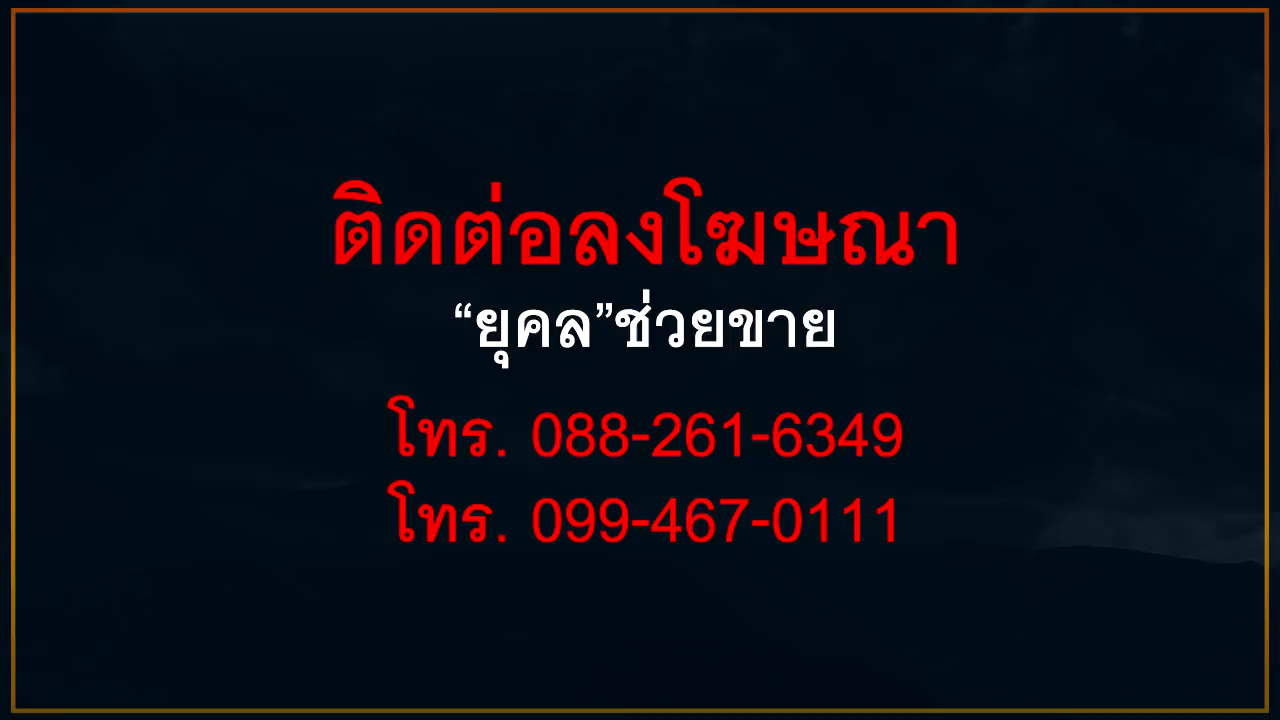 ติดต่อลงโฆษณา
“ยุคล”ช่วยขาย
โทร. 088-261-6349
โทร. 099-467-0111